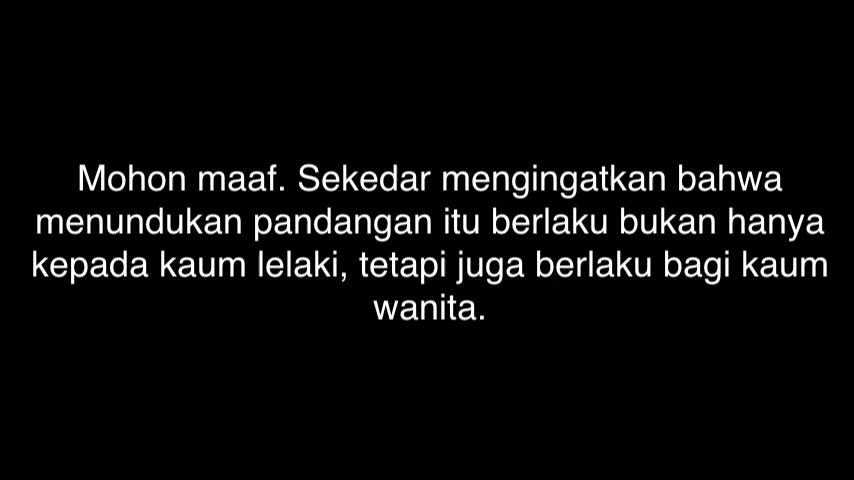 Mohon maaf. Sekedar mengingatkan bahwa
menundukan pandangan itu berlaku bukan hanya
kepada kaum lelaki, tetapi juga berlaku bagi kaum
wanita.